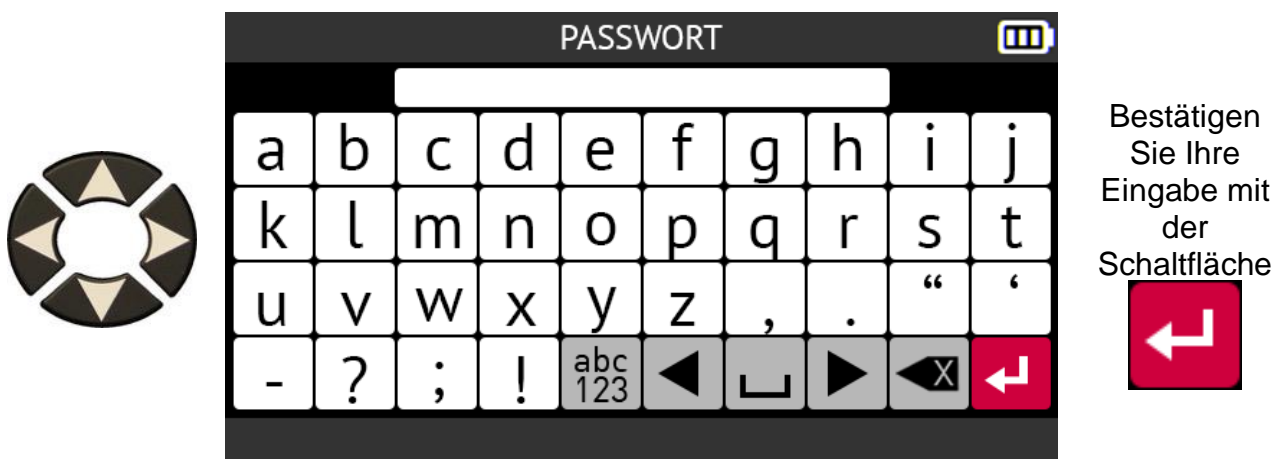 PASSWORT
a b c d e f g h i j
k l m n o p q r s t
u v w x y z , . “ ‘
- ? ; ! abc 123 X
Bestätigen
Sie Ihre
Eingabe mit
der
Schaltfläche